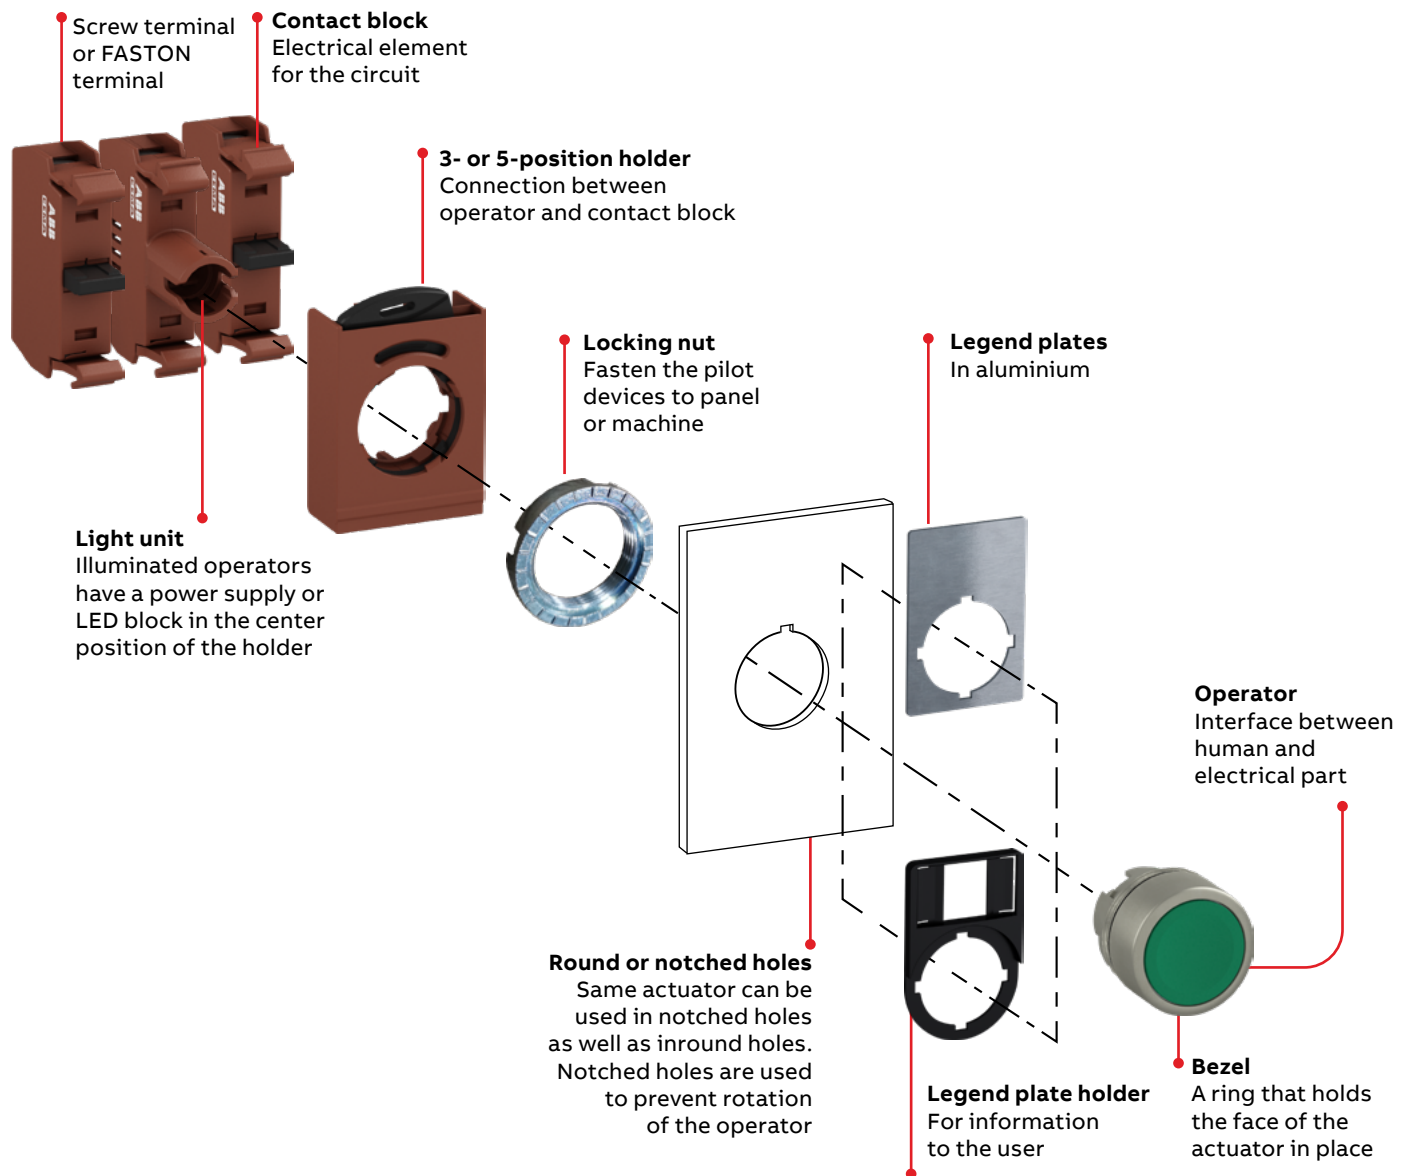 Screw terminal
or FASTON
terminal
Contact block
Electrical element
for the circuit
3- or 5-position holder
Connection between
operator and contact block
ABB
ABB
ABB
Locking nut
Fasten the pilot
devices to panel
or machine
Legend plates
In aluminium
Light unit
Illuminated operators
have a power supply or
LED block in the center
position of the holder
Operator
Interface between
human and
electrical part
Round or notched holes
Same actuator can be
used in notched holes
as well as inround holes.
Notched holes are used
to prevent rotation
of the operator
Legend plate holder
For information
to the user
Bezel
A ring that holds
the face of the
actuator in place